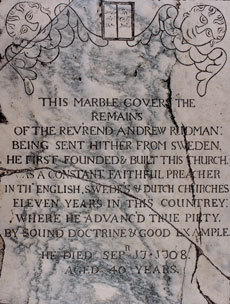 THIS MARBLE COVERS THE
REMAINS
OF THE REVREND ANDREW RUDMAN:
BEING SENT HITHER FROM SWEDEN,
HE FIRST FOUNDED & BUILT THIS CHURCH.
IS A CONSTANT FAITHFUL PREACHER
IN THE ENGLISH, SWEDES & DUTCH CHURCHES
ELEVEN YEARS IN THIS COUNTREY:
WHERE HE ADVANCD TRUE PIETY,
BY SOUND DOCTRINE & GOOD EXAMPLE
HE DIED SEPR 17. 1708.
AGED 40 YEARS.